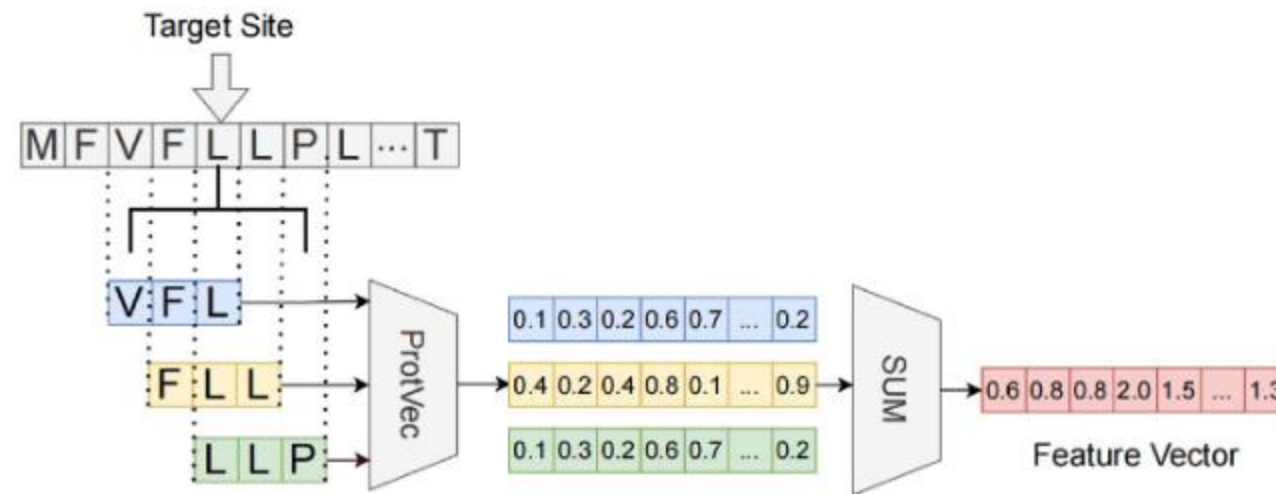 Target Site
M F V F L L P L ... T
V F L
F L L
L L P
ProtVec
0.1 0.3 0.2 0.6 0.7 ... 0.2
0.4 0.2 0.4 0.8 0.1 ... 0.9
0.1 0.3 0.2 0.6 0.7 ... 0.2
SUM
0.6 0.8 0.8 2.0 1.5 ... 1.3
Feature Vector